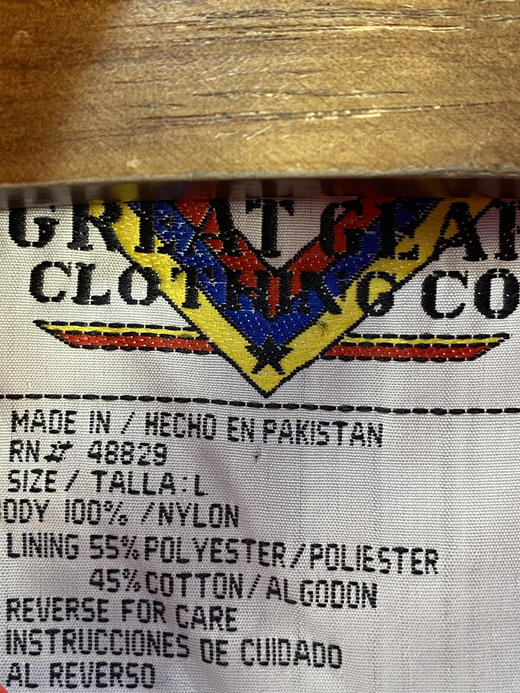 GREAT GEAR
CLOTHING CO
MADE IN / HECHO EN PAKISTAN
RN# 48829
SIZE / TALLA: L
ODY 100% / NYLON
LINING 55% POLYESTER / POLIESTER
45% COTTON / ALGODON
REVERSE FOR CARE
INSTRUCCIONES DE CUIDADO
AL REVERSO